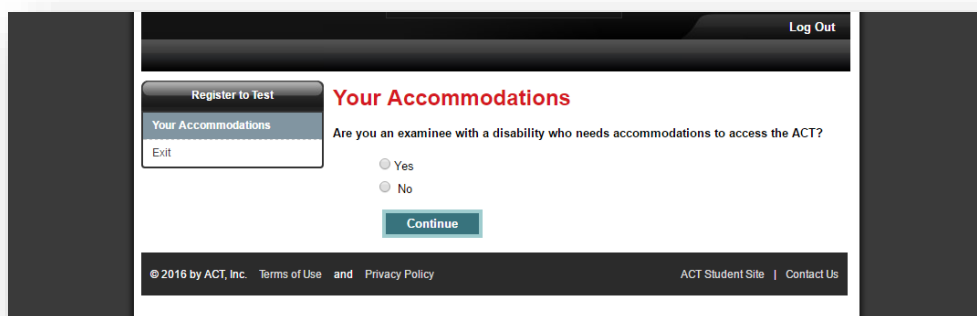 Log Out
Register to Test
Your Accommodations
Exit
Your Accommodations
Are you an examinee with a disability who needs accommodations to access the ACT?
Yes
No
Continue
© 2016 by ACT, Inc. Terms of Use and Privacy Policy
ACT Student Site | Contact Us